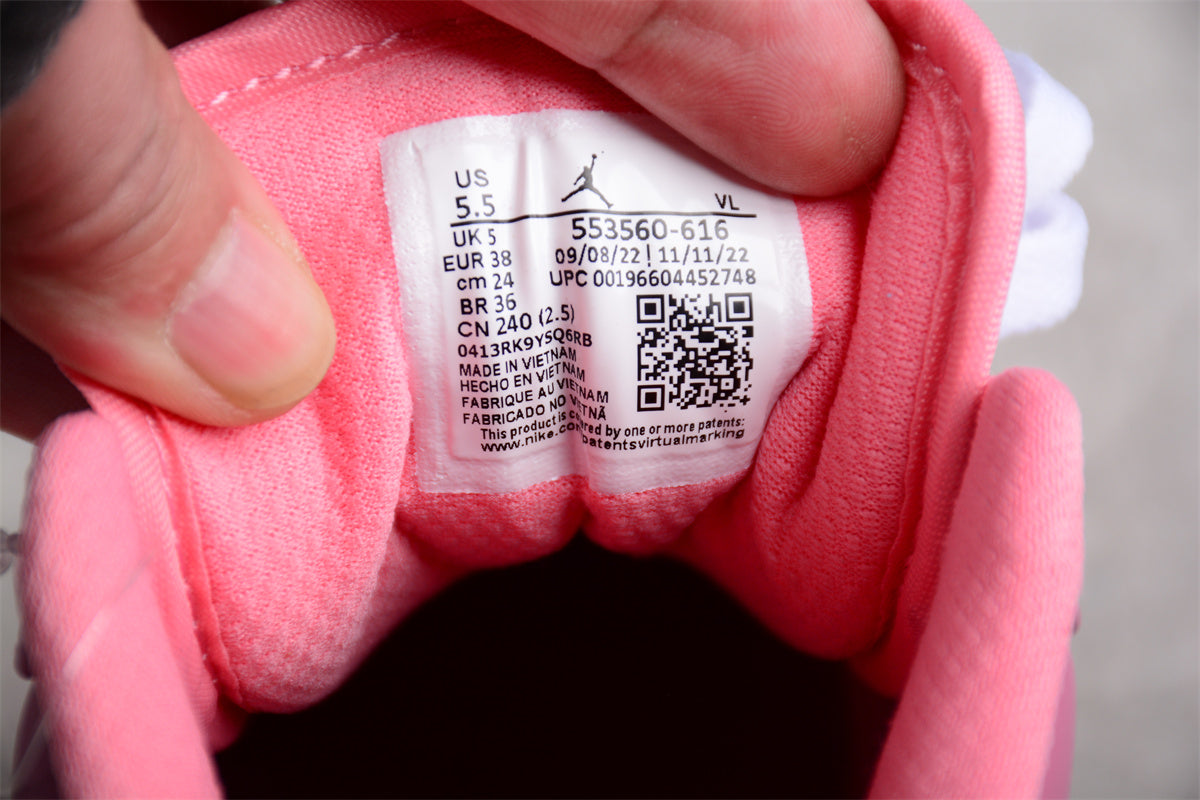 US
5.5
VL
UK 5
553560-616
EUR 38
09/08/22 ! 11/11/22
cm 24
UPC 00196604452748
BR 36
CN 240 (2.5)
0413RK9YSQ6RB
MADE IN VIETNAM
HECHO EN VIETNAM
FABRIQUE AU VIETNAM
FABRICADO NO VIETNÃ
This product is by one or more patents:
www.nike.com/patentsvirtualmarking